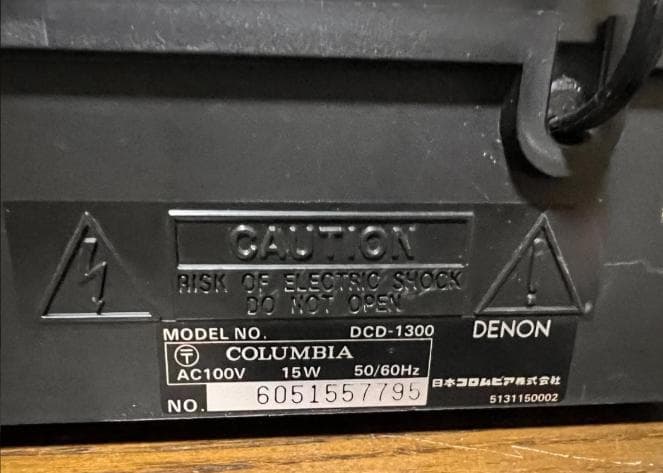 CAUTION
RISK OF ELECTRIC SHOCK
DO NOT OPEN
MODEL NO. DCD-1300
DENON
〒 COLUMBIA
AC100V 15W 50/60Hz
日本コロムビア株式会社
NO. 6051557795
5131150002